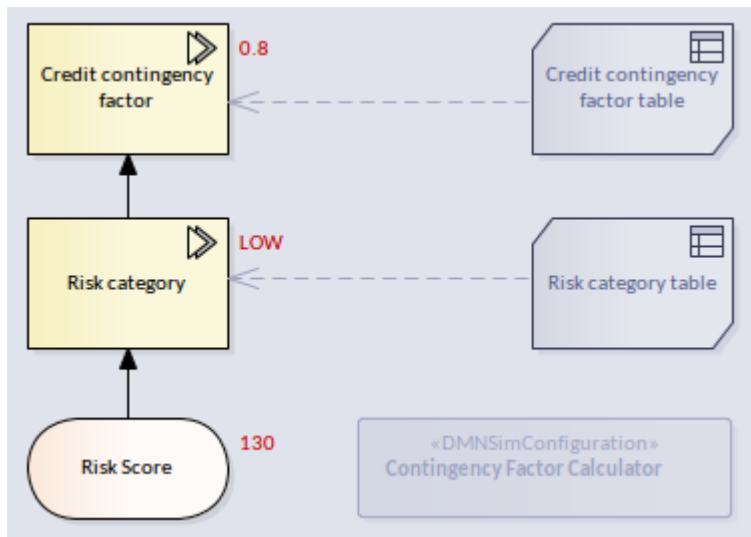 Credit contingency
factor
0.8
Credit contingency
factor table
Risk category
LOW
Risk category table
Risk Score
130
«DMNSimConfiguration»
Contingency Factor Calculator